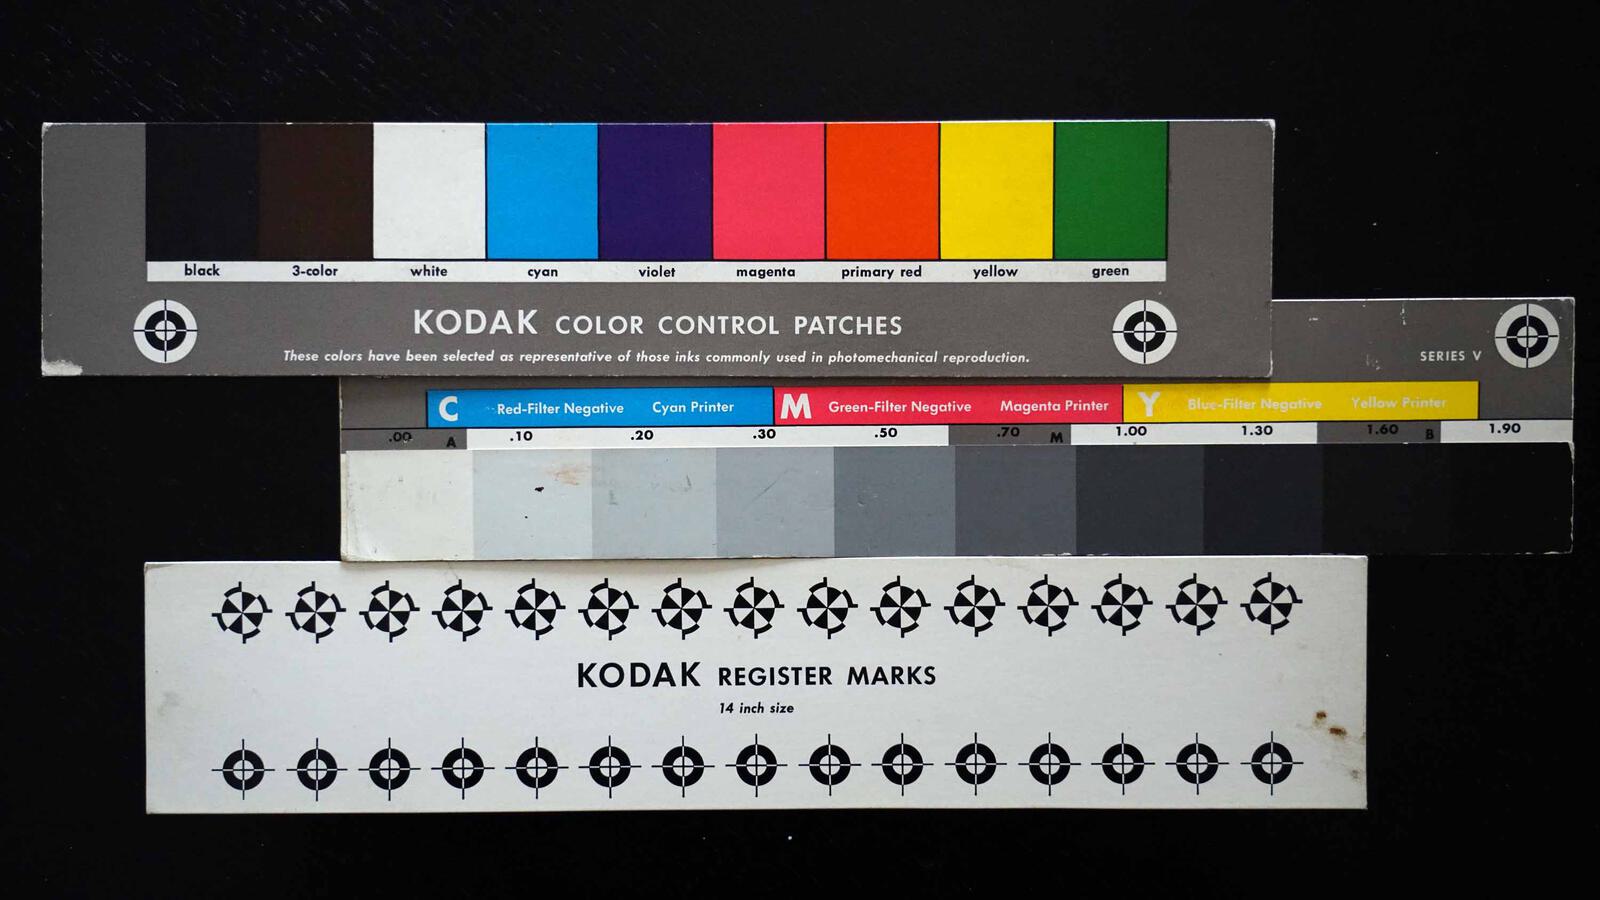 black 3-color white cyan violet magenta primary red yellow green
KODAK COLOR CONTROL PATCHES
These colors have been selected as representative of those inks commonly used in photomechanical reproduction.
SERIES V
C Red-Filter Negative Cyan Printer M Green-Filter Negative Magenta Printer Y Blue-Filter Negative Yellow Printer
.00 A .10 .20 .30 .50 .70 M 1.00 1.30 1.60 B 1.90
KODAK REGISTER MARKS
14 inch size